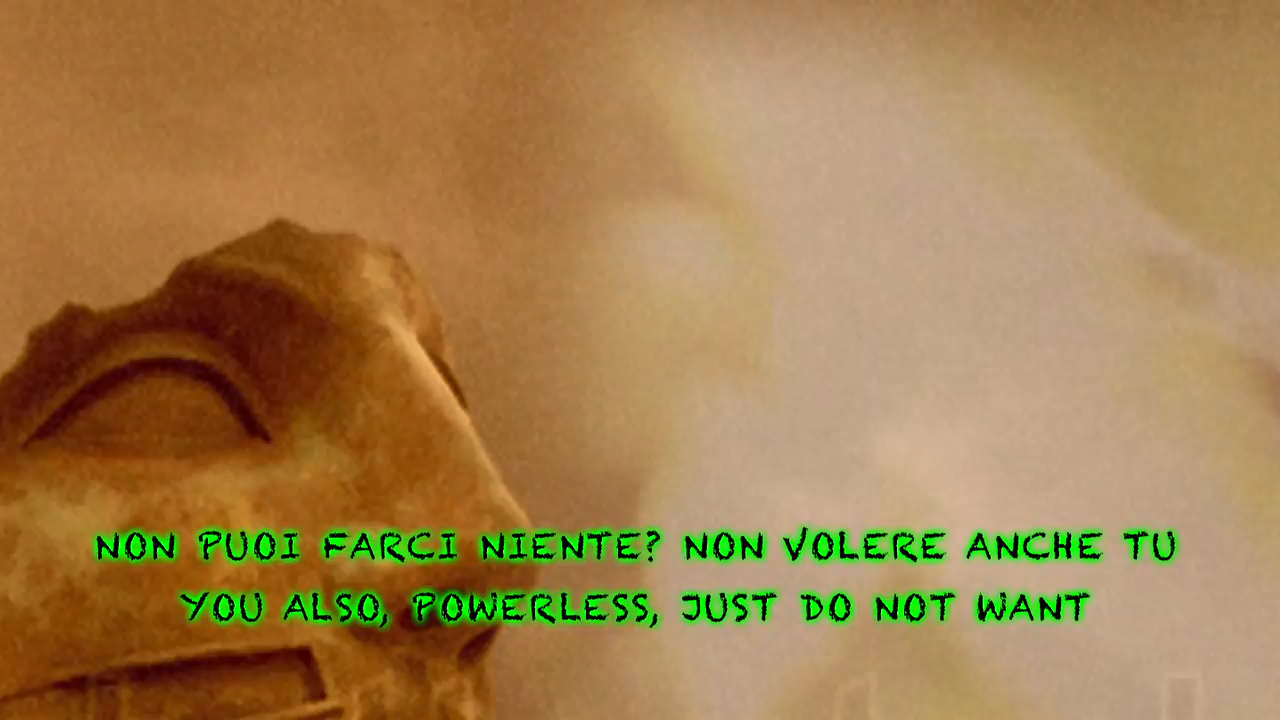 NON PUOI FARCI NIENTE? NON VOLERE ANCHE TU
YOU ALSO, POWERLESS, JUST DO NOT WANT